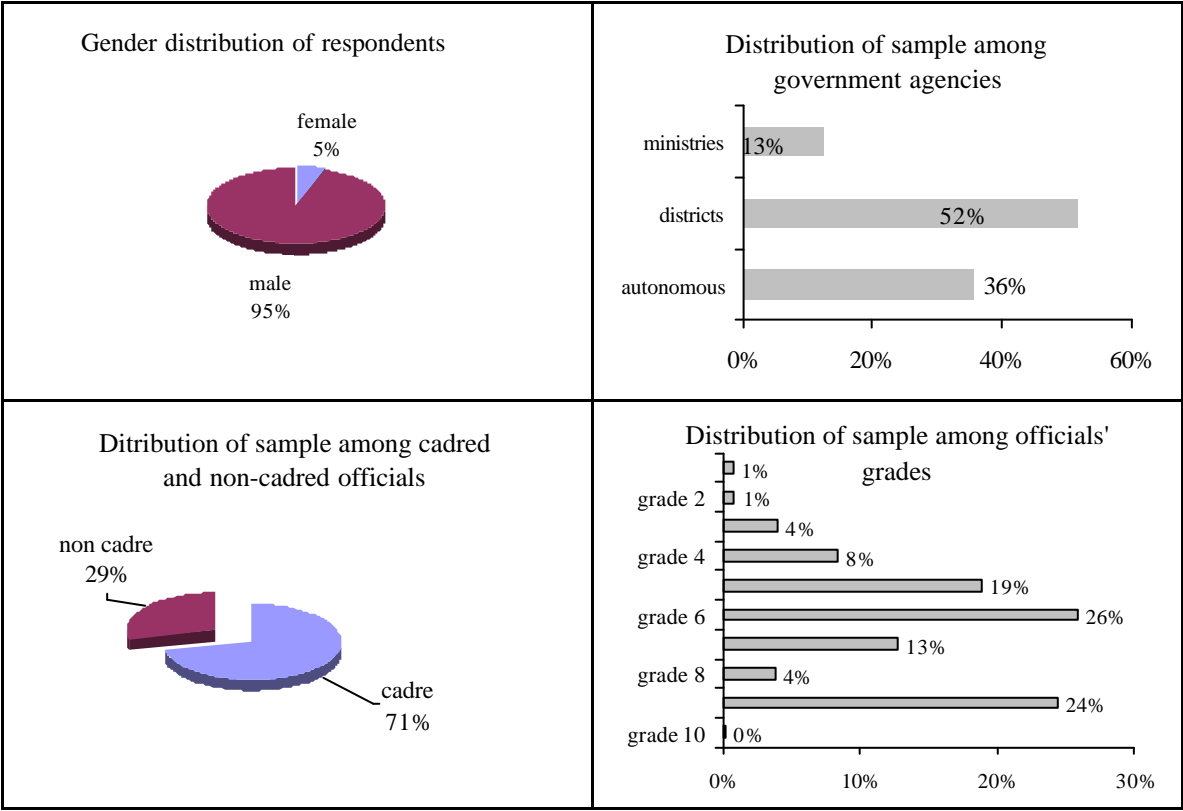 Gender distribution of respondents
female
5%
male
95%
Distribution of sample among
government agencies
ministries
13%
districts
52%
autonomous
36%
0%
20%
40%
60%
Ditribution of sample among cadred
and non-cadred officials
non cadre
29%
cadre
71%
Distribution of sample among officials'
grades
1%
grade 2
1%
4%
grade 4
8%
19%
grade 6
26%
13%
grade 8
4%
24%
grade 10
0%
0%
10%
20%
30%